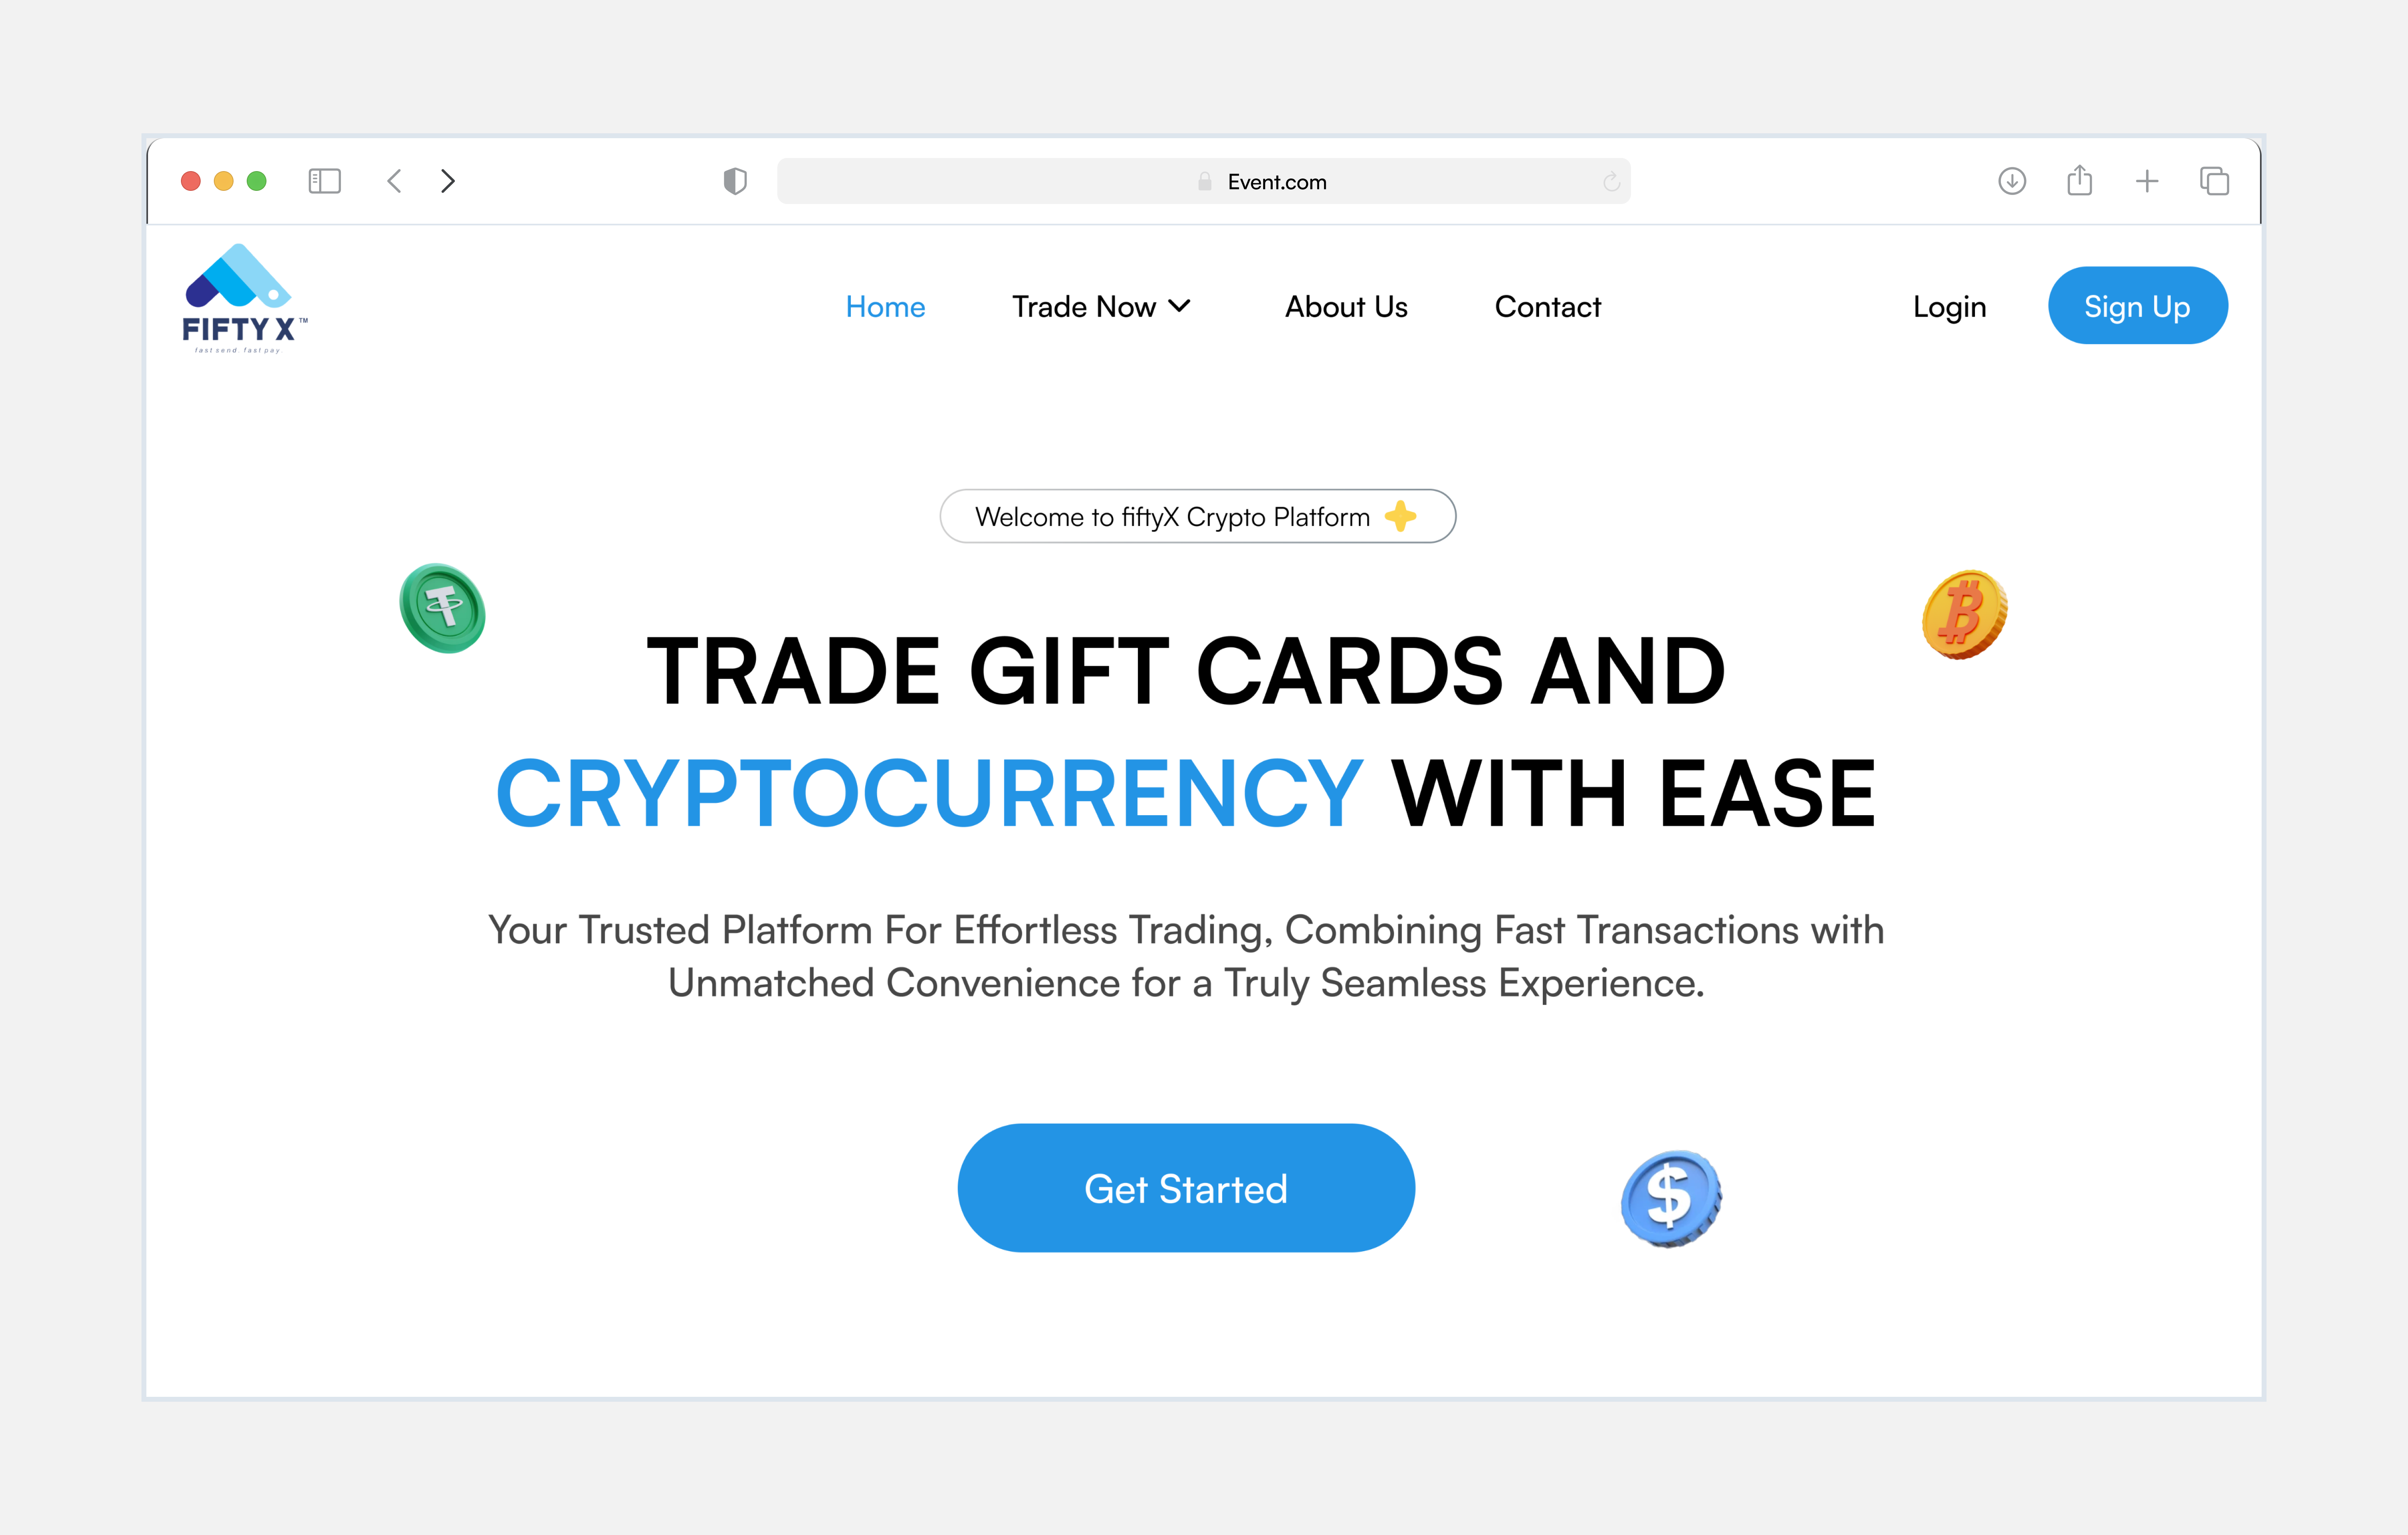 Event.com
FIFTY X™
fast send. fast pay.
Home
Trade Now
About Us
Contact
Login
Sign Up
Welcome to fiftyX Crypto Platform
TRADE GIFT CARDS AND
CRYPTOCURRENCY WITH EASE
Your Trusted Platform For Effortless Trading, Combining Fast Transactions with
Unmatched Convenience for a Truly Seamless Experience.
Get Started